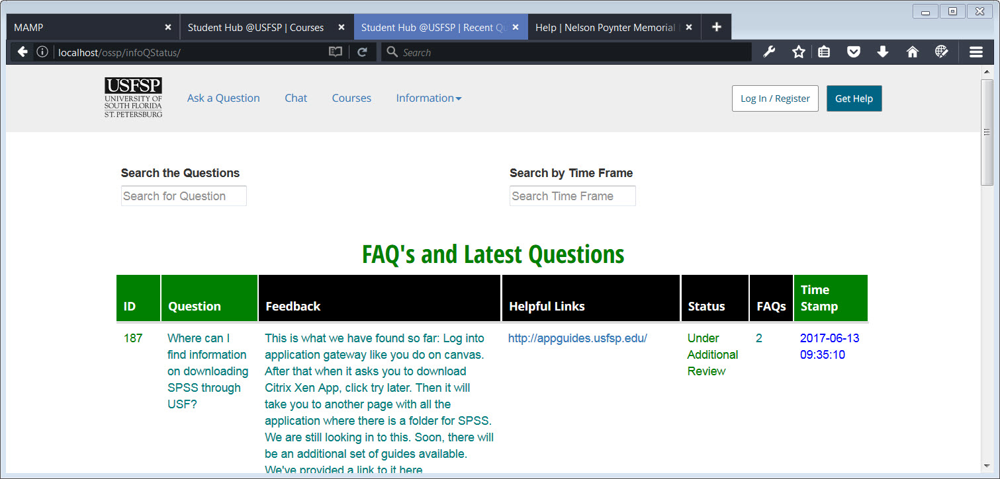 MAMP
Student Hub @USFSP | Courses
Student Hub @USFSP | Recent Qu
Help | Nelson Poynter Memorial
localhost/ossp/infoQStatus/
Search
USFSP
UNIVERSITY OF
SOUTH FLORIDA
ST. PETERSBURG
Ask a Question
Chat
Courses
Information
Log In / Register
Get Help
Search the Questions
Search by Time Frame
Search for Question
Search Time Frame
FAQ's and Latest Questions
ID
Question
Feedback
Helpful Links
Status
FAQs
Time
Stamp
187
Where can I
find information
on downloading
SPSS through
USF?
This is what we have found so far: Log into
application gateway like you do on canvas.
After that when it asks you to download
Citrix Xen App, click try later. Then it will
take you to another page with all the
application where there is a folder for SPSS.
We are still looking in to this. Soon, there will
be an additional set of guides available.
We've provided a link to it here
http://appguides.usfsp.edu/
Under
Additional
Review
2
2017-06-13
09:35:10